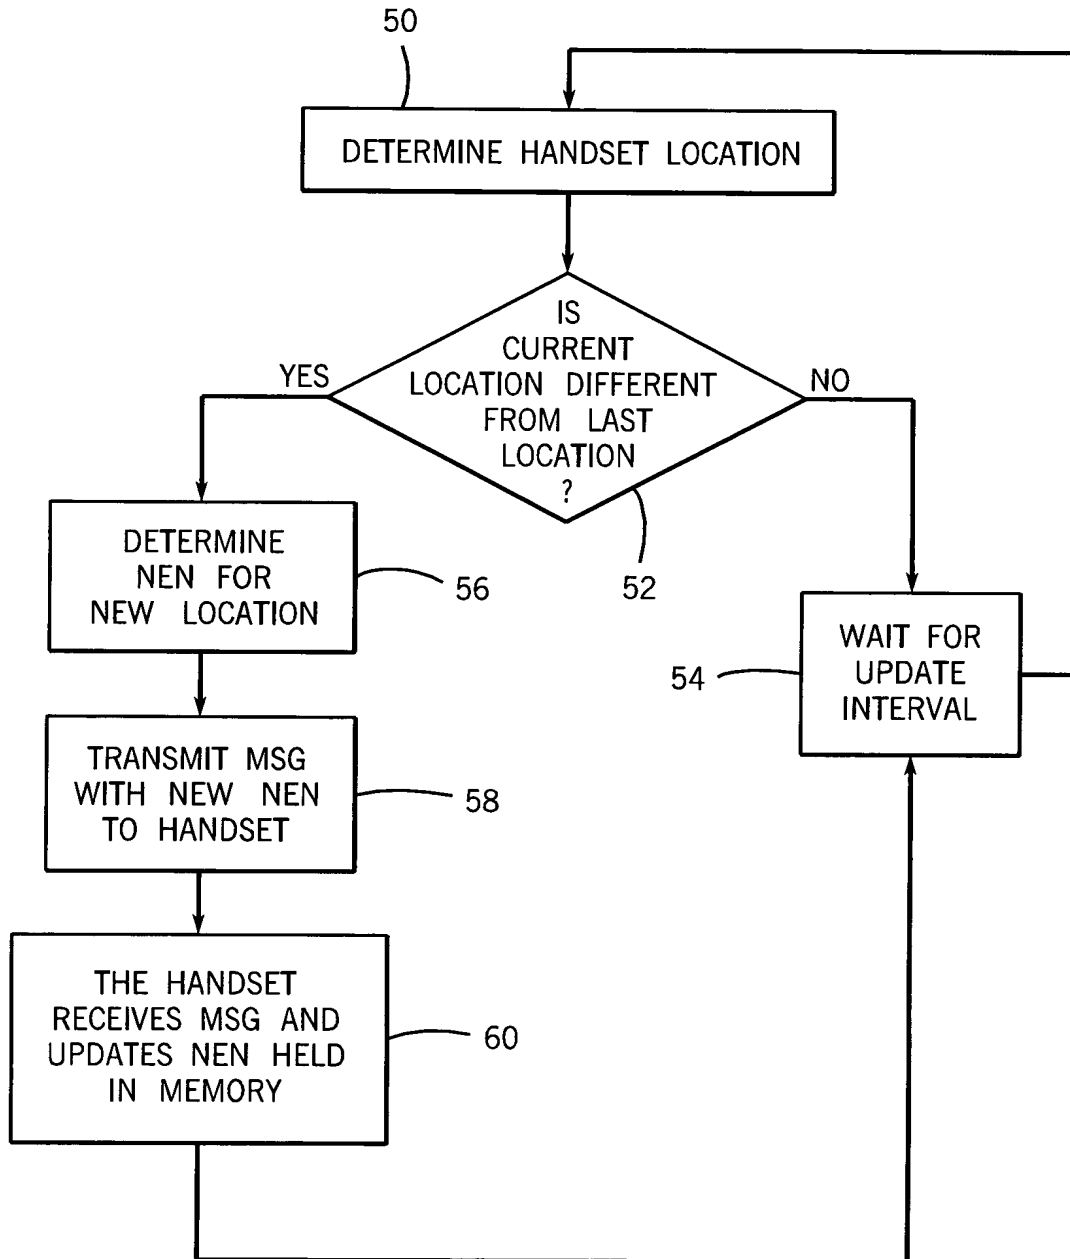 50
DETERMINE HANDSET LOCATION
IS
CURRENT
LOCATION DIFFERENT
FROM LAST
LOCATION
?
YES
NO
52
DETERMINE
NEN FOR
NEW LOCATION
56
WAIT FOR
UPDATE
INTERVAL
54
TRANSMIT MSG
WITH NEW NEN
TO HANDSET
58
THE HANDSET
RECEIVES MSG AND
UPDATES NEN HELD
IN MEMORY
60